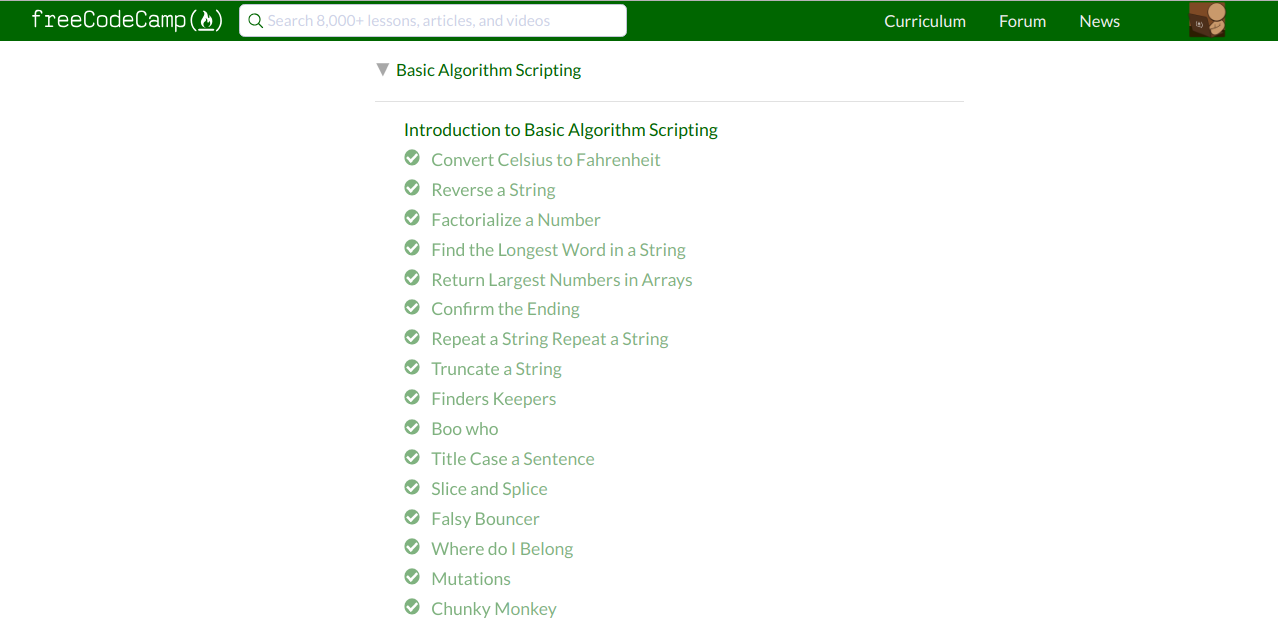 freeCodeCamp
Search 8,000+ lessons, articles, and videos
Curriculum
Forum
News
Basic Algorithm Scripting
Introduction to Basic Algorithm Scripting
Convert Celsius to Fahrenheit
Reverse a String
Factorialize a Number
Find the Longest Word in a String
Return Largest Numbers in Arrays
Confirm the Ending
Repeat a String Repeat a String
Truncate a String
Finders Keepers
Boo who
Title Case a Sentence
Slice and Splice
Falsy Bouncer
Where do I Belong
Mutations
Chunky Monkey